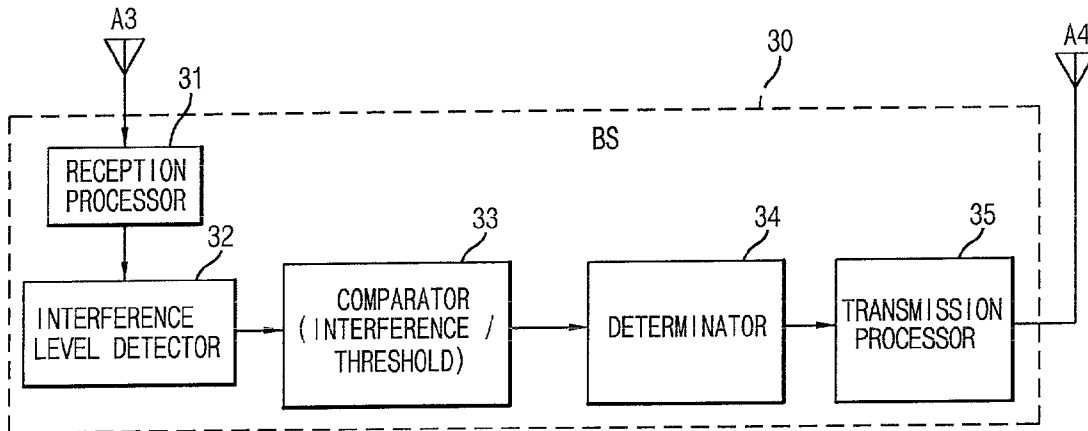 A3
A4
30
31
BS
RECEPTION
PROCESSOR
32
33
34
35
INTERFERENCE
LEVEL DETECTOR
COMPARATOR
(INTERFERENCE /
THRESHOLD)
DETERMINATOR
TRANSMISSION
PROCESSOR